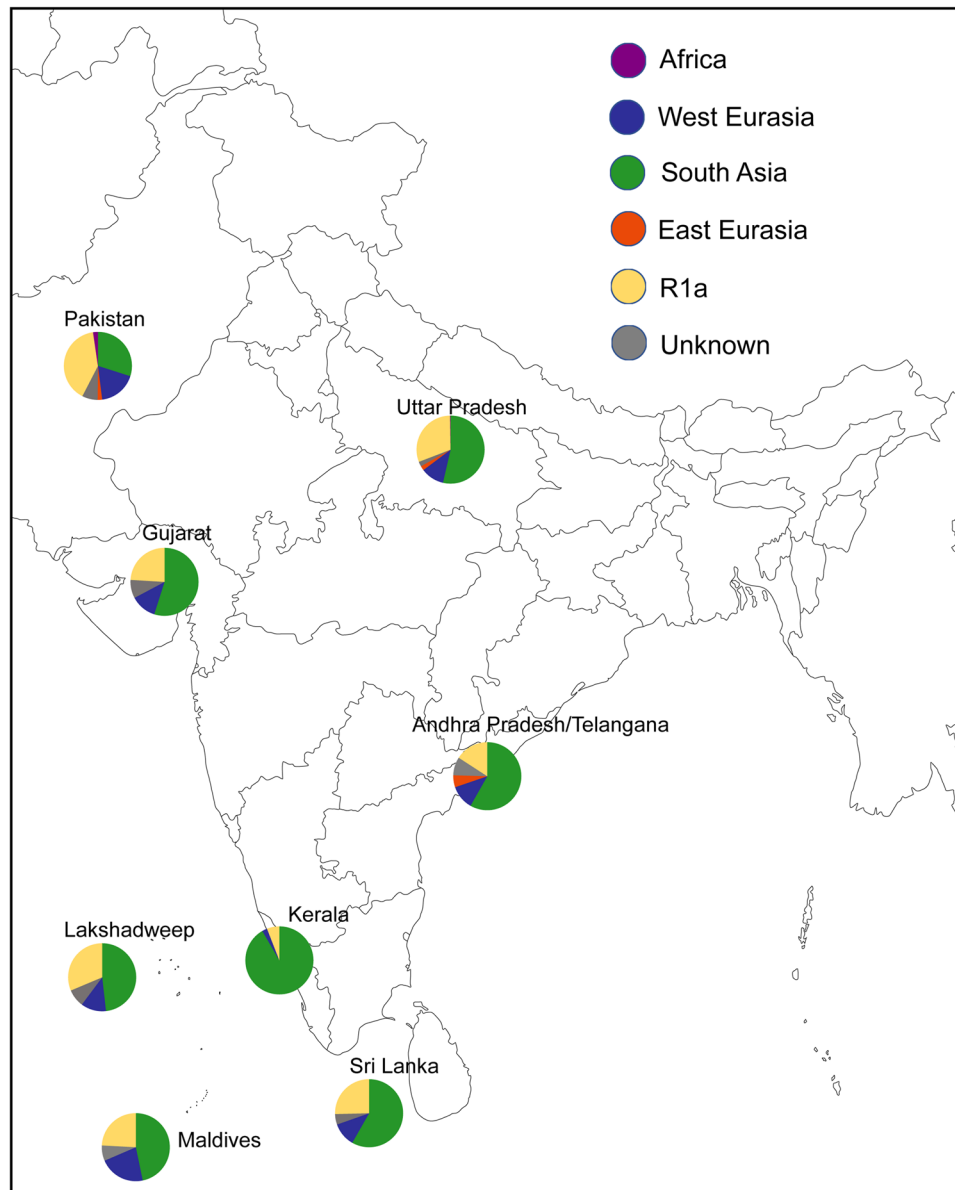 Africa
West Eurasia
South Asia
East Eurasia
R1a
Unknown
Pakistan
Uttar Pradesh
Gujarat
Andhra Pradesh/Telangana
Kerala
Lakshadweep
Sri Lanka
Maldives